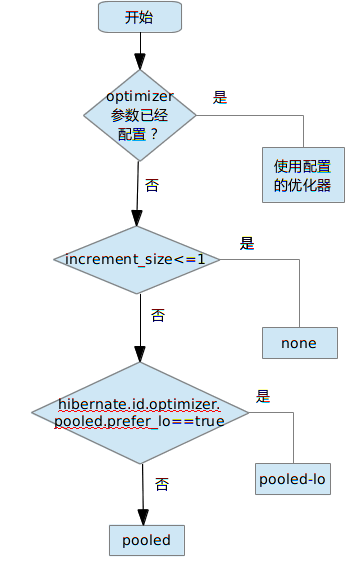 开始
optimizer
参数已经
配置？
是
使用配置
的优化器
否
increment_size<=1
是
none
否
hibernate.id.optimizer.
pooled.prefer_lo==true
是
pooled-lo
否
pooled